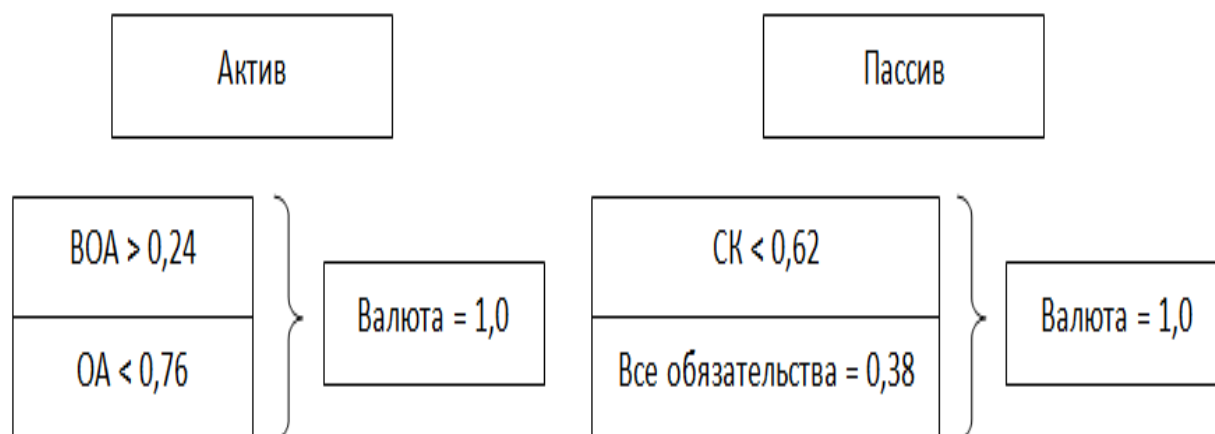 Актив
Пассив
ВОА > 0,24
СК < 0,62
Валюта = 1,0
Валюта = 1,0
ОА < 0,76
Все обязательства = 0,38